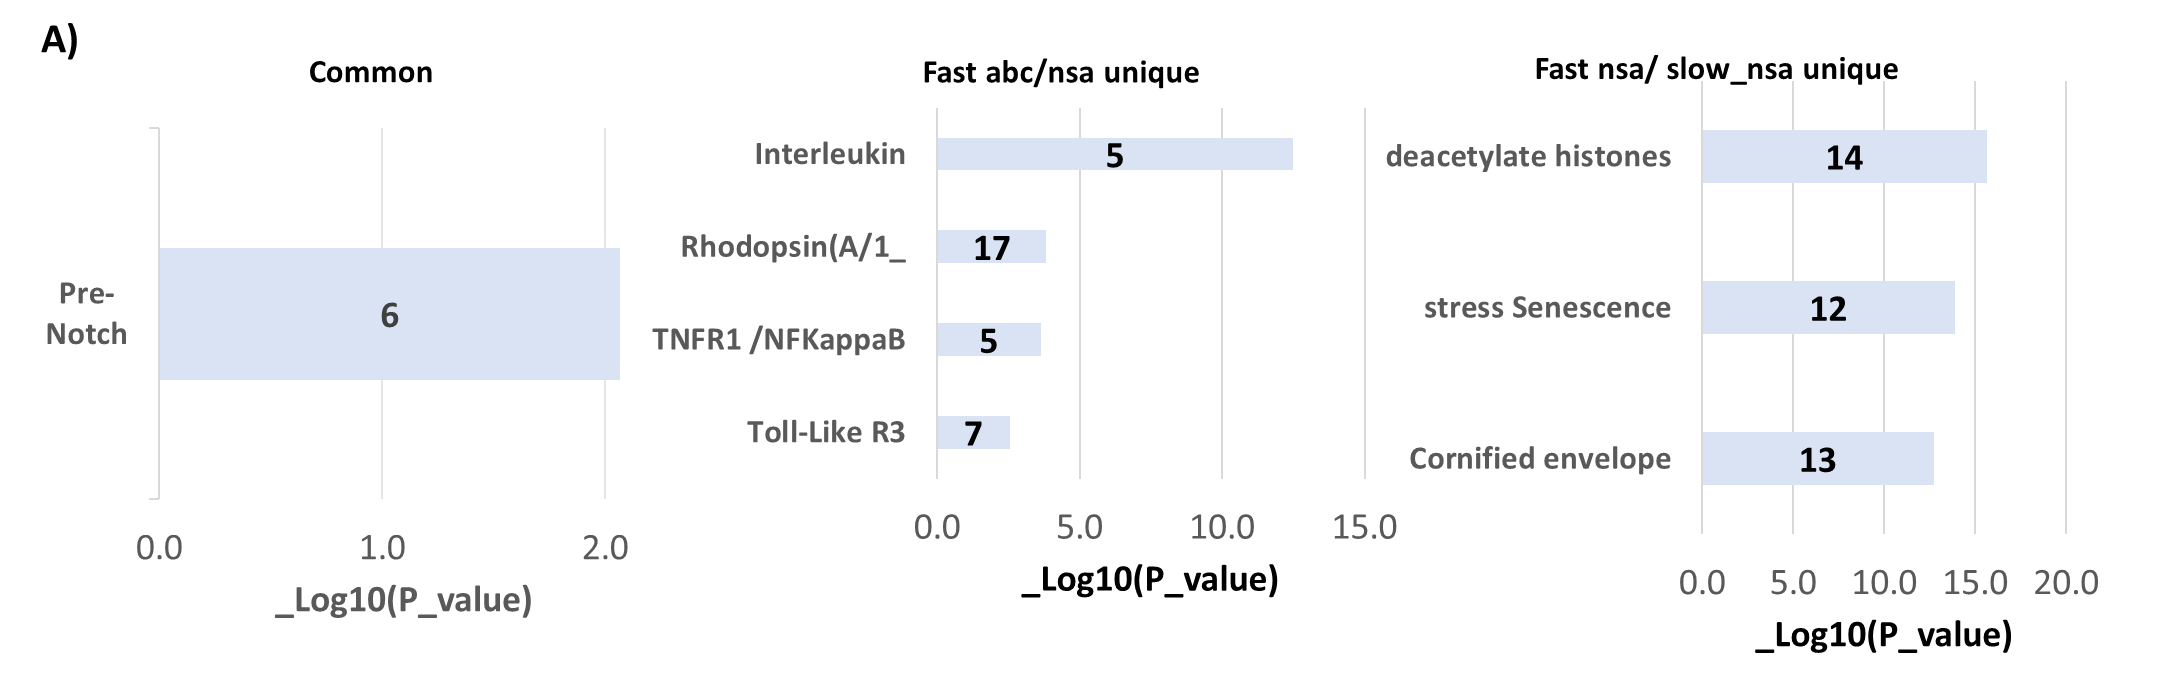 A)
Common
Pre-
Notch
6
0.0 1.0 2.0
_Log10(P_value)
Fast abc/nsa unique
Interleukin 5
Rhodopsin(A/1_ 17
TNFR1 /NFKappaB 5
Toll-Like R3 7
0.0 5.0 10.0 15.0
_Log10(P_value)
Fast nsa/ slow_nsa unique
deacetylate histones 14
stress Senescence 12
Cornified envelope 13
0.0 5.0 10.0 15.0 20.0
_Log10(P_value)